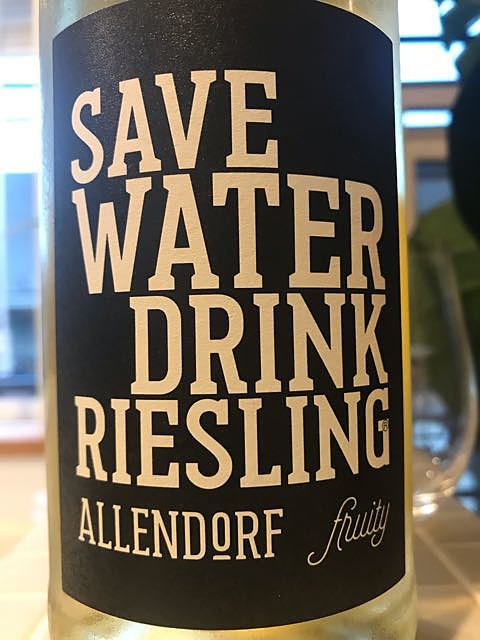 SAVE
WATER
DRINK
RIESLING
ALLENDORF fruity